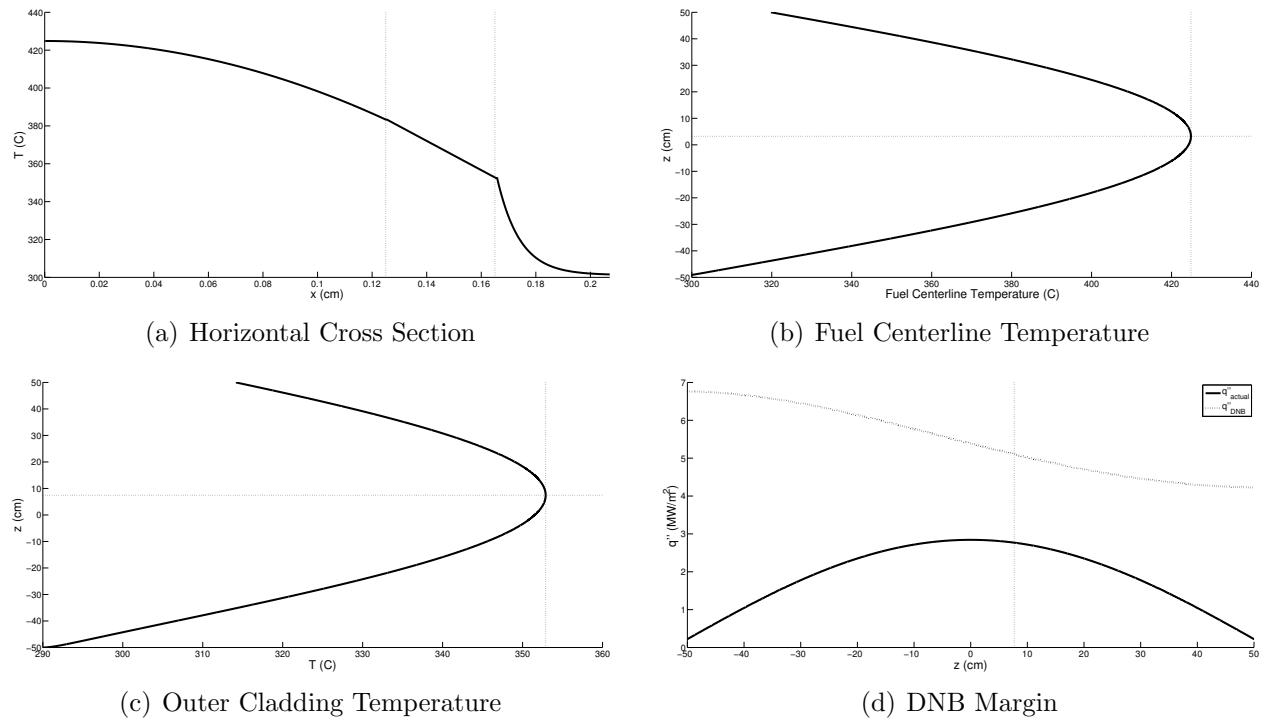 440
420
400
380
360
340
320
300
T (C)
0 0.02 0.04 0.06 0.08 0.1 0.12 0.14 0.16 0.18 0.2
x (cm)
(a) Horizontal Cross Section
50
40
30
20
10
0
−10
−20
−30
−40
−50
z (cm)
300 320 340 360 380 400 420 440
Fuel Centerline Temperature (C)
(b) Fuel Centerline Temperature
50
40
30
20
10
0
−10
−20
−30
−40
−50
z (cm)
290 300 310 320 330 340 350 360
T (C)
(c) Outer Cladding Temperature
7
6
5
4
3
2
1
0
q'' (MW/m²)
−50 −40 −30 −20 −10 0 10 20 30 40 50
z (cm)
q''actual
q''DNB
(d) DNB Margin